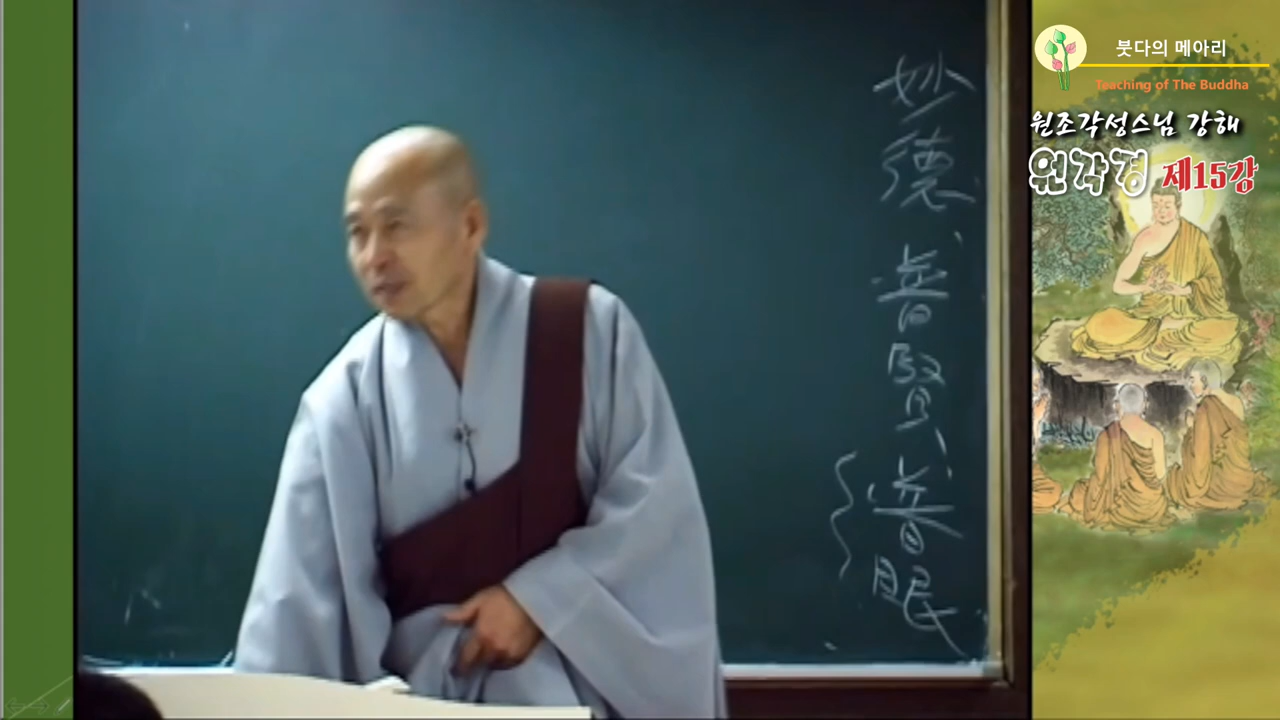 妙德、普賢、普眼
붓다의 메아리
Teaching of The Buddha
원조각성스님 강해
원각경 제15강